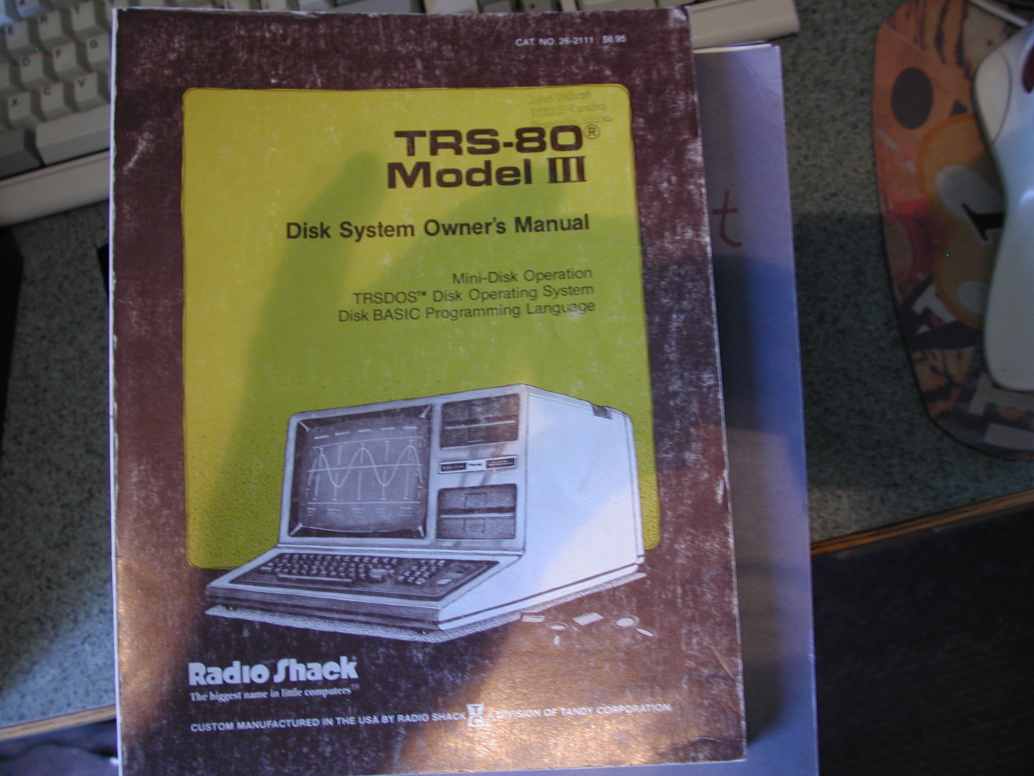 CAT. NO. 26-2111 $6.95
TRS-80®
Model III
Disk System Owner's Manual
Mini-Disk Operation
TRSDOS™ Disk Operating System
Disk BASIC Programming Language
Radio Shack
The biggest name in little computers™
CUSTOM MANUFACTURED IN THE USA BY RADIO SHACK TC A DIVISION OF TANDY CORPORATION
t
1